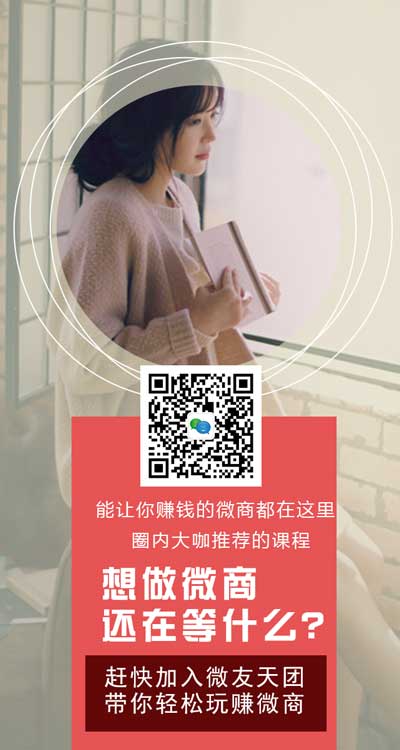 能让你赚钱的微商都在这里
圈内大咖推荐的课程
想做微商
还在等什么?
赶快加入微友天团
带你轻松玩赚微商